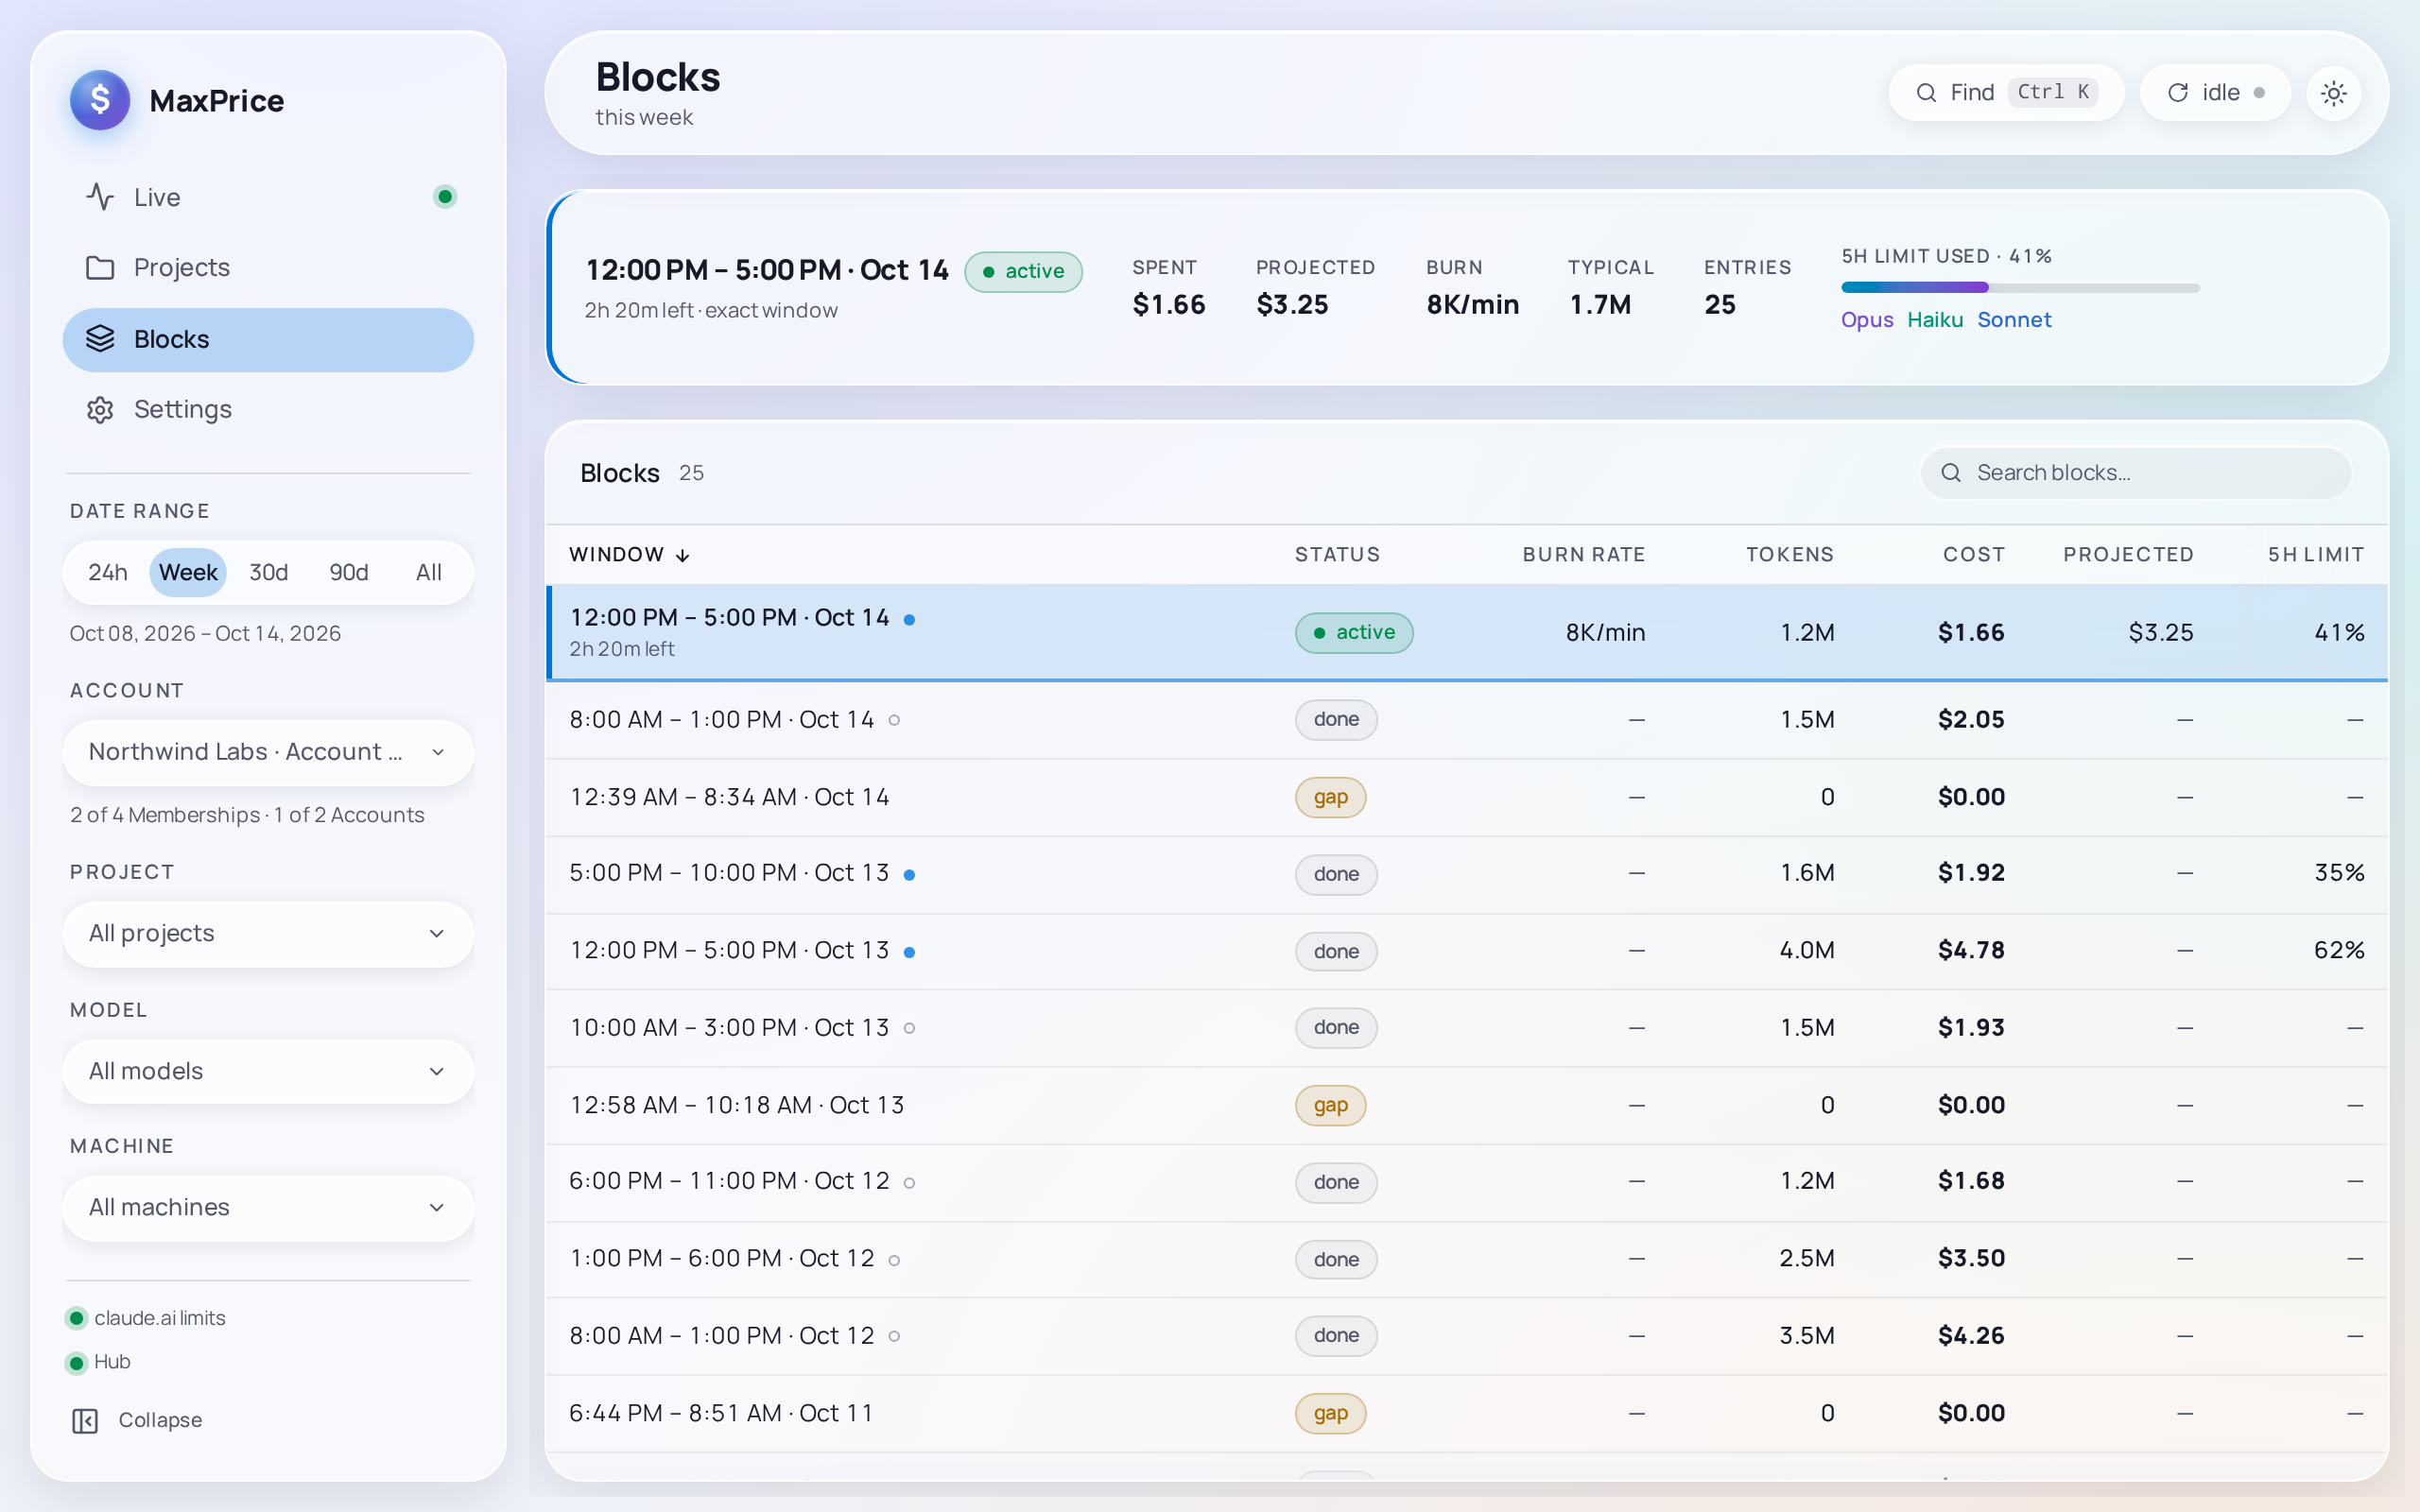 MaxPrice
Live
Projects
Blocks
Settings
DATE RANGE
24h Week 30d 90d All
Oct 08, 2026 – Oct 14, 2026
ACCOUNT
Northwind Labs · Account ...
2 of 4 Memberships · 1 of 2 Accounts
PROJECT
All projects
MODEL
All models
MACHINE
All machines
claude.ai limits
Hub
Collapse
Blocks
this week
Find Ctrl K idle
12:00 PM – 5:00 PM · Oct 14 active
2h 20m left · exact window
SPENT PROJECTED BURN TYPICAL ENTRIES
$1.66 $3.25 8K/min 1.7M 25
5H LIMIT USED · 41%
Opus Haiku Sonnet
Blocks 25 Search blocks...
WINDOW ↓ STATUS BURN RATE TOKENS COST PROJECTED 5H LIMIT
12:00 PM – 5:00 PM · Oct 14 active 8K/min 1.2M $1.66 $3.25 41%
2h 20m left
8:00 AM – 1:00 PM · Oct 14 done — 1.5M $2.05 — —
12:39 AM – 8:34 AM · Oct 14 gap — 0 $0.00 — —
5:00 PM – 10:00 PM · Oct 13 done — 1.6M $1.92 — 35%
12:00 PM – 5:00 PM · Oct 13 done — 4.0M $4.78 — 62%
10:00 AM – 3:00 PM · Oct 13 done — 1.5M $1.93 — —
12:58 AM – 10:18 AM · Oct 13 gap — 0 $0.00 — —
6:00 PM – 11:00 PM · Oct 12 done — 1.2M $1.68 — —
1:00 PM – 6:00 PM · Oct 12 done — 2.5M $3.50 — —
8:00 AM – 1:00 PM · Oct 12 done — 3.5M $4.26 — —
6:44 PM – 8:51 AM · Oct 11 gap — 0 $0.00 — —